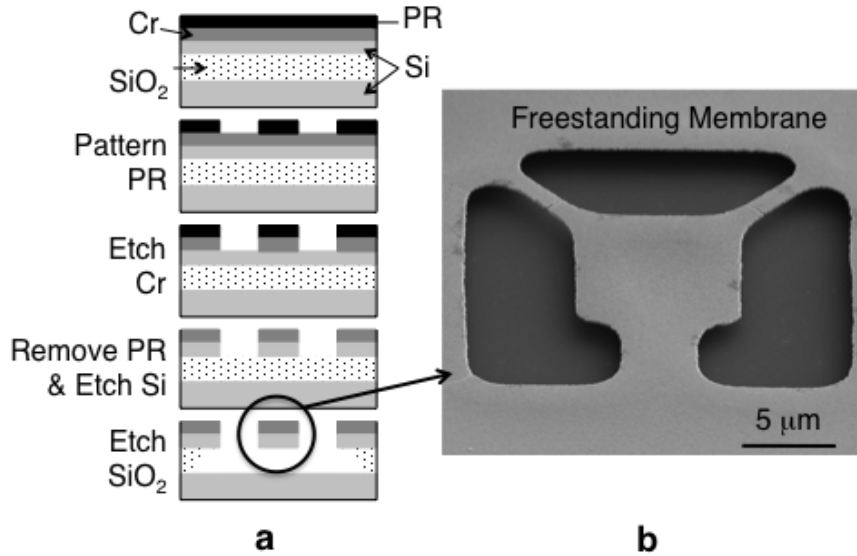 Cr
PR
SiO₂
Si
Pattern
PR
Etch
Cr
Remove PR
& Etch Si
Etch
SiO₂
a
Freestanding Membrane
5 μm
b